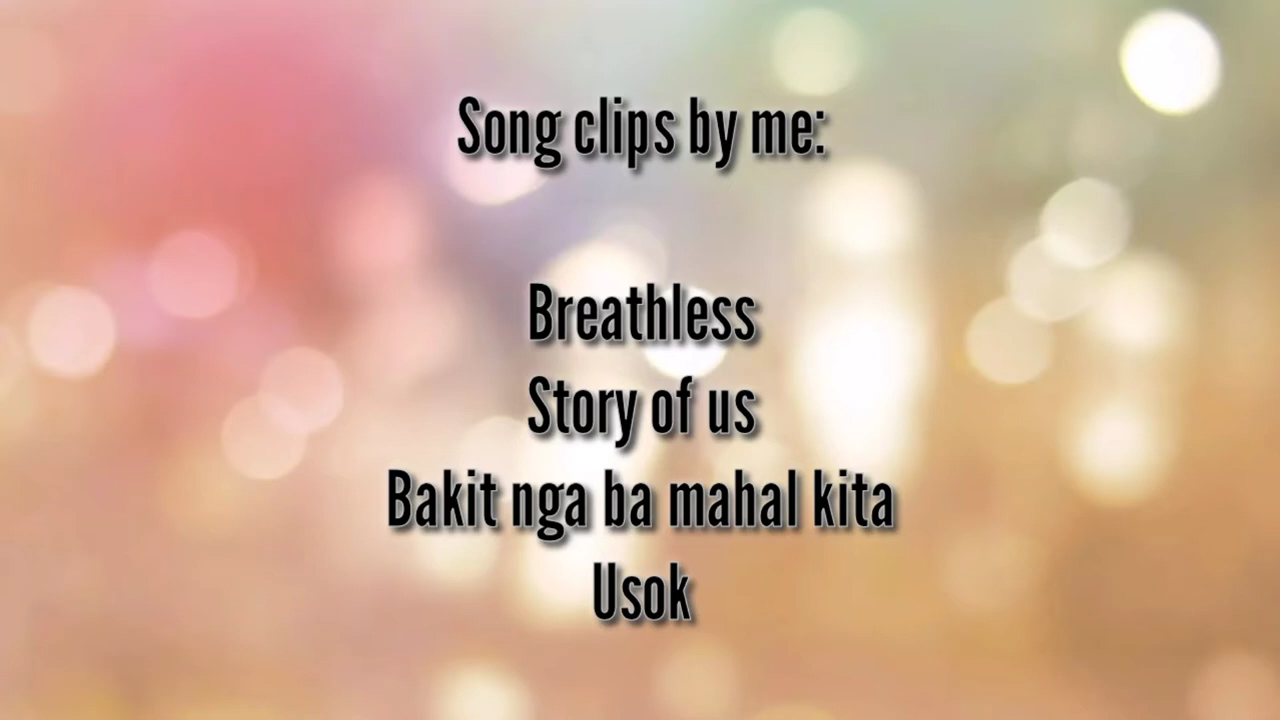 Song clips by me:
Breathless
Story of us
Bakit nga ba mahal kita
Usok